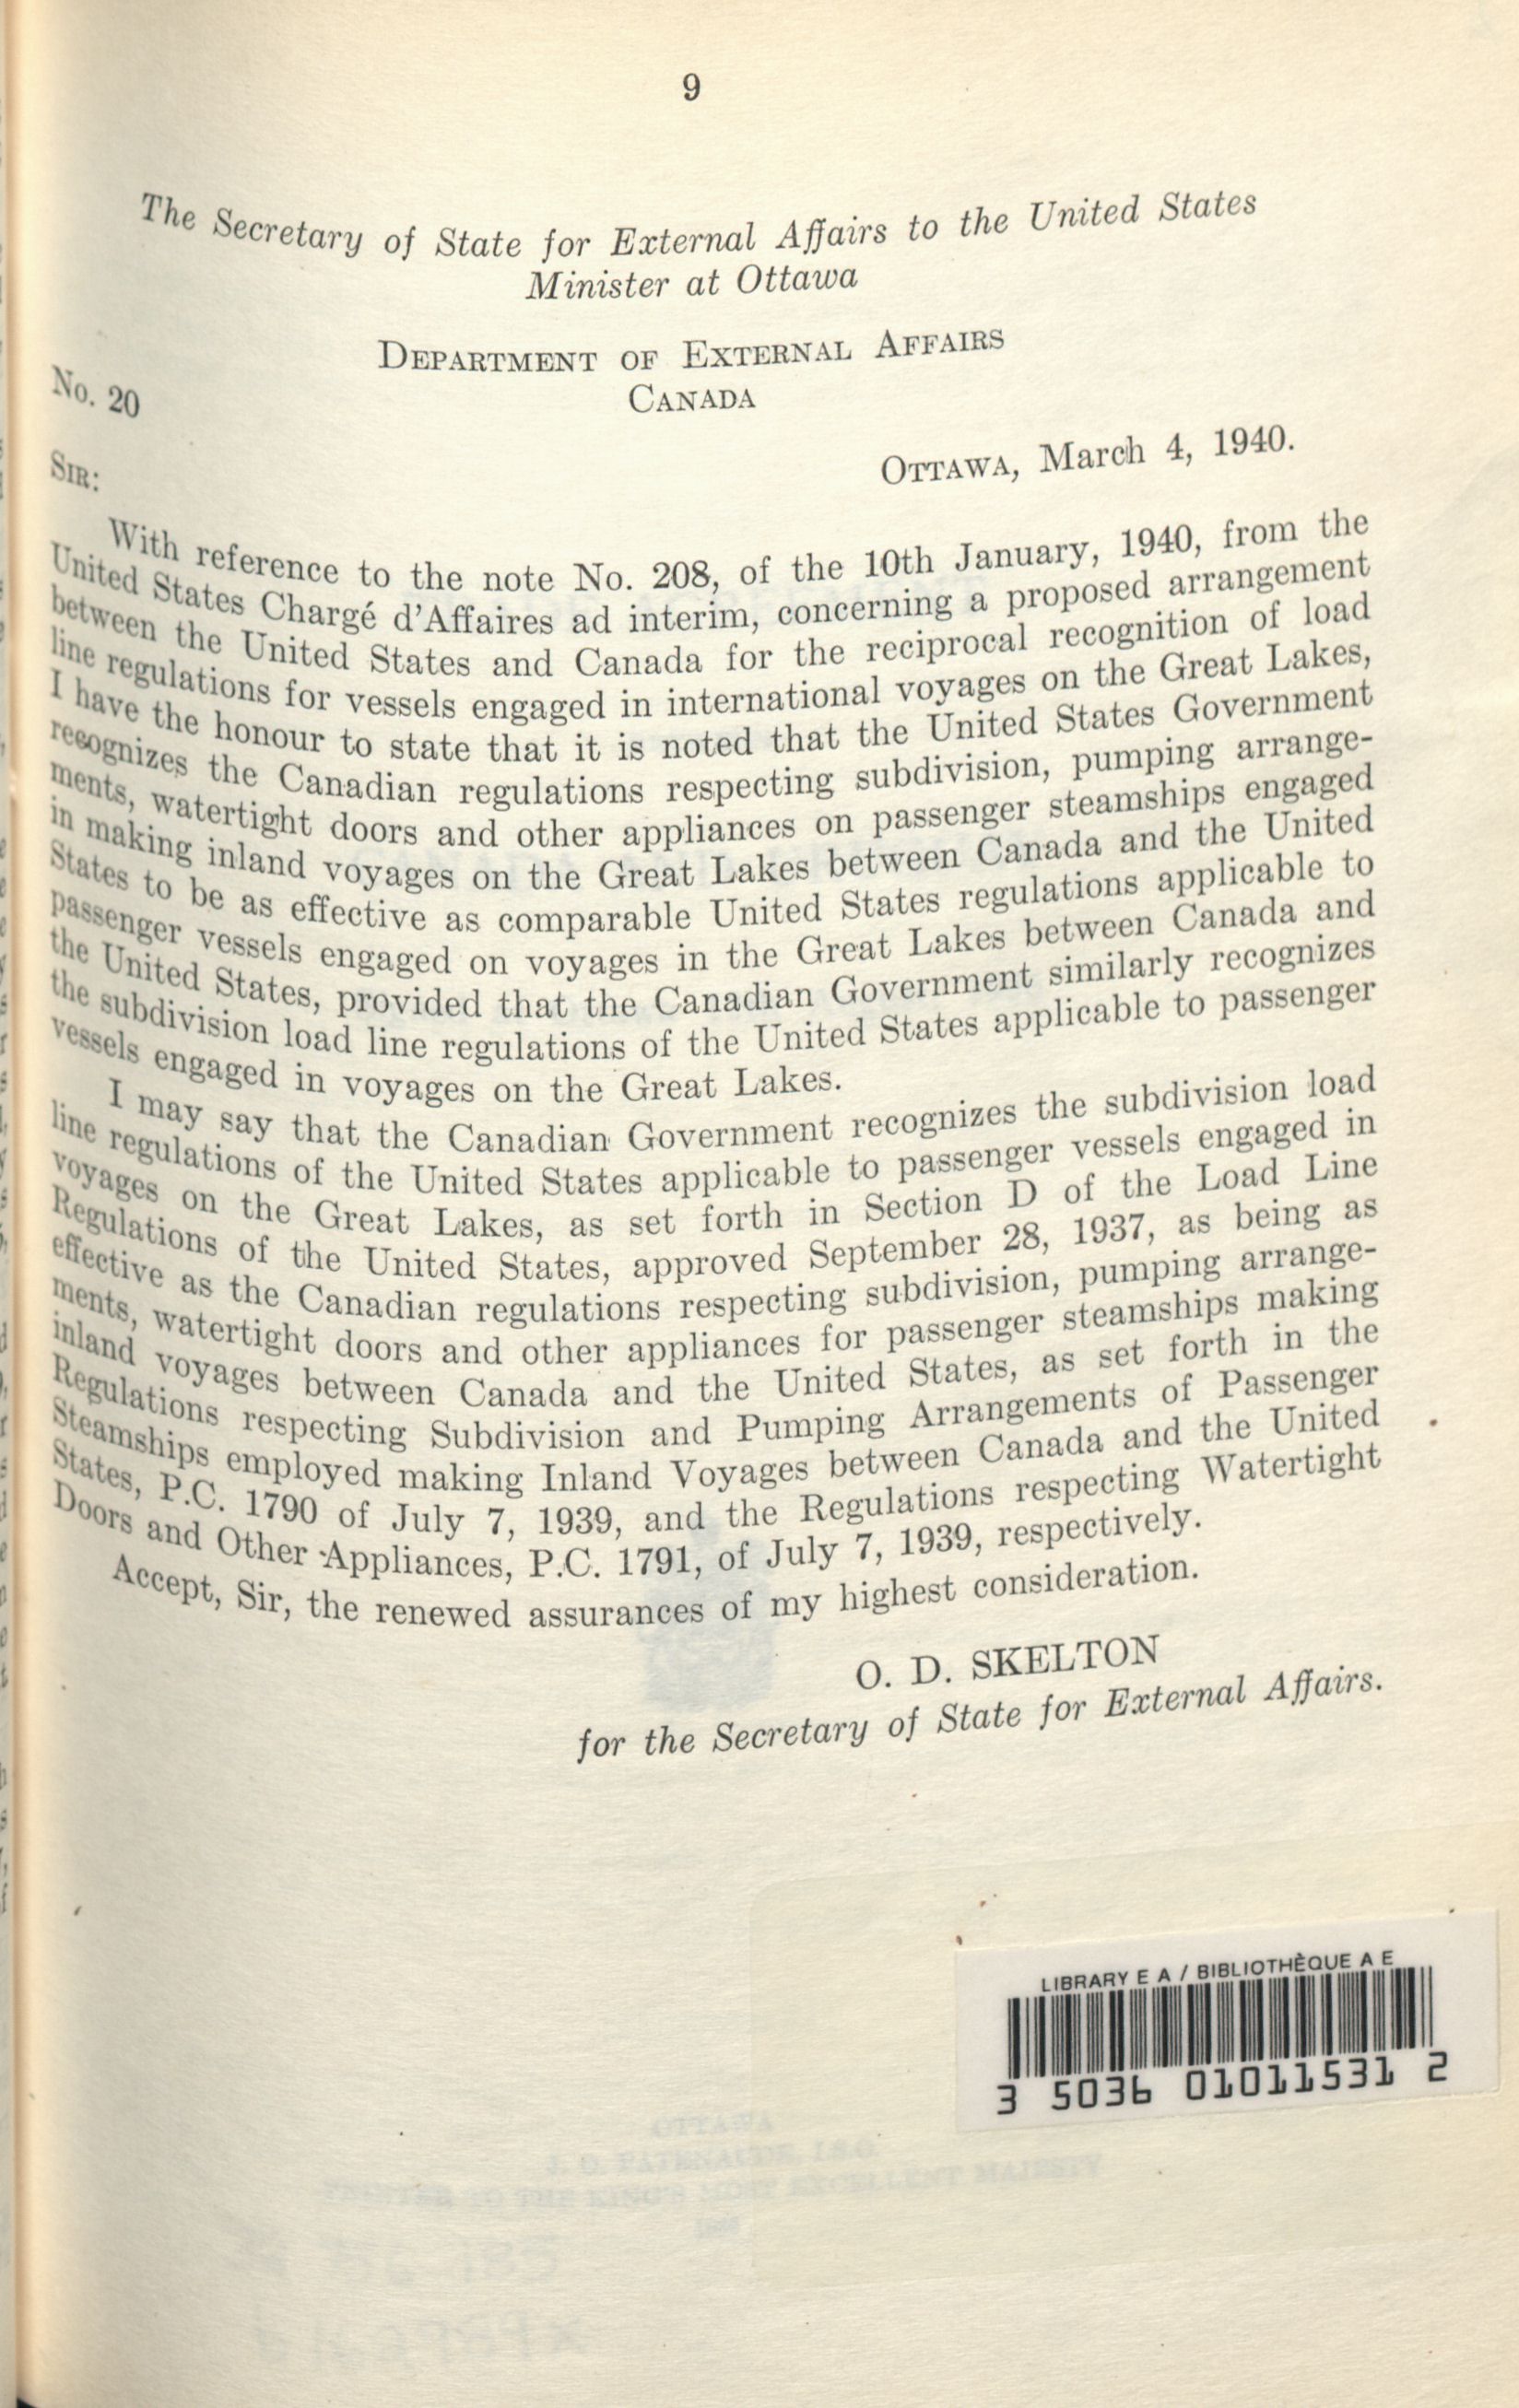 9
The Secretary of State for External Affairs to the United States
Minister at Ottawa
DEPARTMENT OF EXTERNAL AFFAIRS
CANADA
No. 20
OTTAWA, March 4, 1940.
SIR:
With reference to the note No. 208, of the 10th January, 1940, from the
United States Chargé d'Affaires ad interim, concerning a proposed arrangement
between the United States and Canada for the reciprocal recognition of load
line regulations for vessels engaged in international voyages on the Great Lakes,
I have the honour to state that it is noted that the United States Government
recognizes the Canadian regulations respecting subdivision, pumping arrange-
ments, watertight doors and other appliances on passenger steamships engaged
in making inland voyages on the Great Lakes between Canada and the United
States to be as effective as comparable United States regulations applicable to
passenger vessels engaged on voyages in the Great Lakes between Canada and
the United States, provided that the Canadian Government similarly recognizes
the subdivision load line regulations of the United States applicable to passenger
vessels engaged in voyages on the Great Lakes.
I may say that the Canadian Government recognizes the subdivision load
line regulations of the United States applicable to passenger vessels engaged in
voyages on the Great Lakes, as set forth in Section D of the Load Line
Regulations of the United States, approved September 28, 1937, as being as
effective as the Canadian regulations respecting subdivision, pumping arrange-
ments, watertight doors and other appliances for passenger steamships making
inland voyages between Canada and the United States, as set forth in the
Regulations respecting Subdivision and Pumping Arrangements of Passenger
Steamships employed making Inland Voyages between Canada and the United
States, P.C. 1790 of July 7, 1939, and the Regulations respecting Watertight
Doors and Other Appliances, P.C. 1791, of July 7, 1939, respectively.
Accept, Sir, the renewed assurances of my highest consideration.
O. D. SKELTON
for the Secretary of State for External Affairs.
LIBRARY E A / BIBLIOTHÈQUE A E
3 5036 01011531 2
OTTAWA
J. O. PATENAUDE, I.S.O.
PRINTER TO THE KING'S MOST EXCELLENT MAJESTY